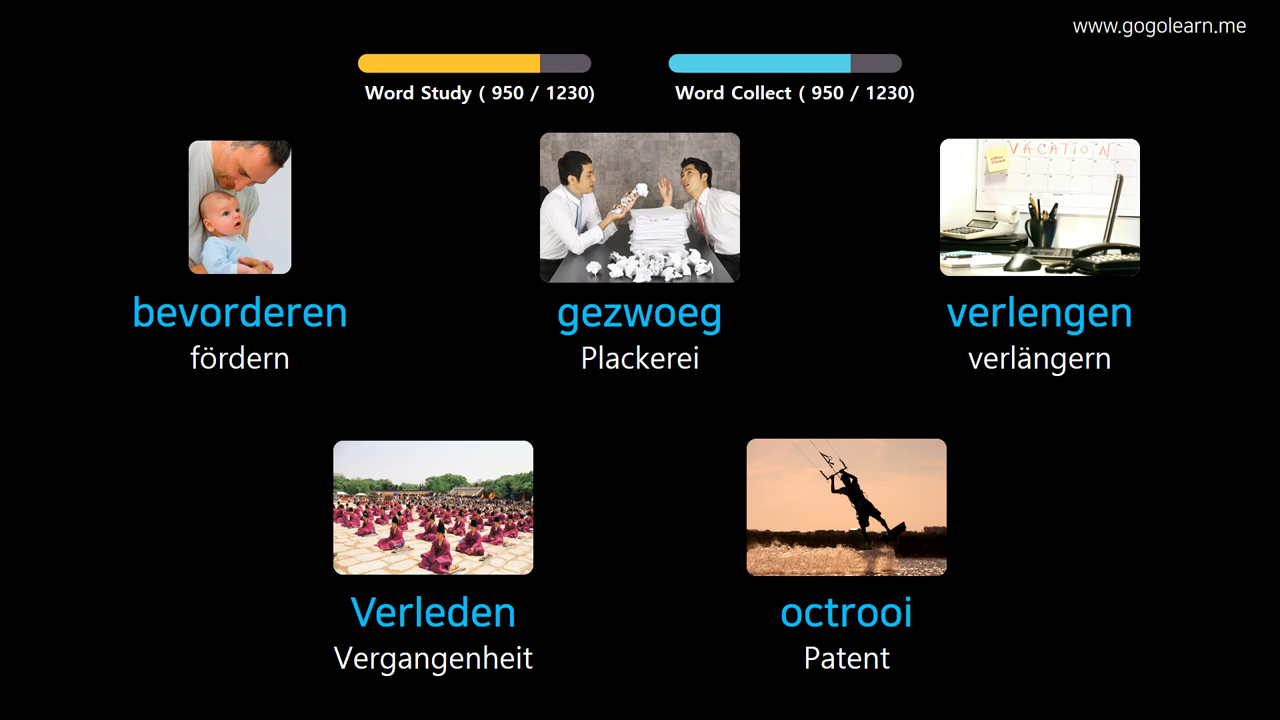 www.gogolearn.me
Word Study ( 950 / 1230)
Word Collect ( 950 / 1230)
VACATION
bevorderen
gezwoeg
verlengen
fördern
Plackerei
verlängern
Verleden
octrooi
Vergangenheit
Patent